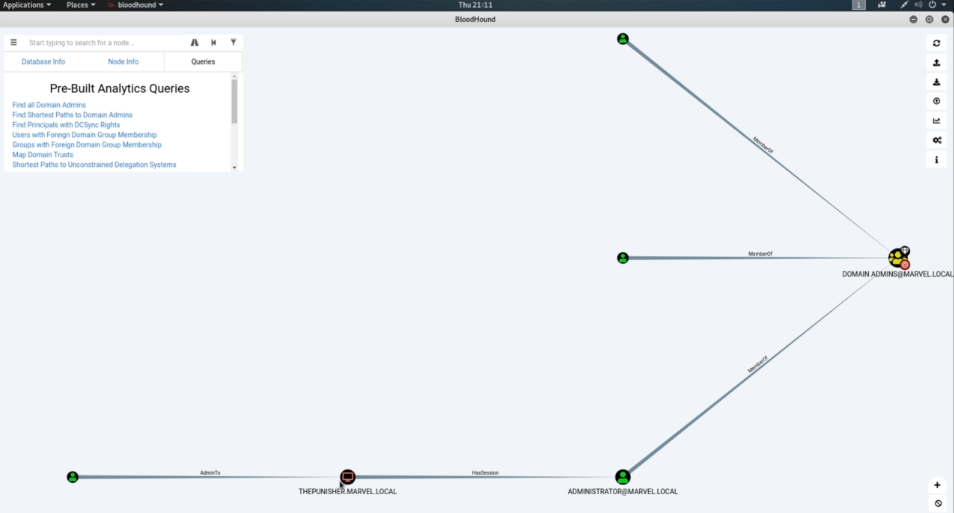 Applications Places bloodhound Thu 21:11 1
BloodHound
Start typing to search for a node...
Database Info Node Info Queries
Pre-Built Analytics Queries
Find all Domain Admins
Find Shortest Paths to Domain Admins
Find Principals with DCSync Rights
Users with Foreign Domain Group Membership
Groups with Foreign Domain Group Membership
Map Domain Trusts
Shortest Paths to Unconstrained Delegation Systems
MemberOf
MemberOf
DOMAIN ADMINS@MARVEL.LOCAL
MemberOf
AdminTo
HasSession
THEPUNISHER.MARVEL.LOCAL
ADMINISTRATOR@MARVEL.LOCAL